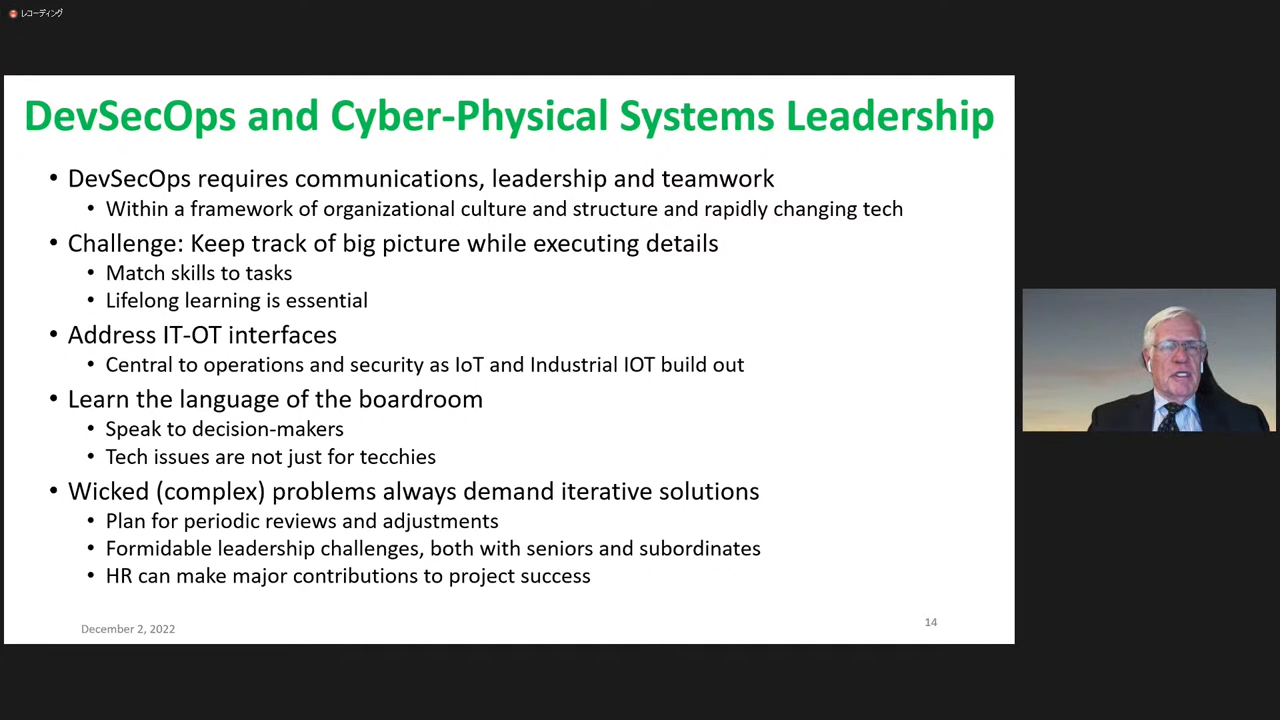 レコーディング
DevSecOps and Cyber-Physical Systems Leadership
• DevSecOps requires communications, leadership and teamwork
• Within a framework of organizational culture and structure and rapidly changing tech
• Challenge: Keep track of big picture while executing details
• Match skills to tasks
• Lifelong learning is essential
• Address IT-OT interfaces
• Central to operations and security as IoT and Industrial IOT build out
• Learn the language of the boardroom
• Speak to decision-makers
• Tech issues are not just for tecchies
• Wicked (complex) problems always demand iterative solutions
• Plan for periodic reviews and adjustments
• Formidable leadership challenges, both with seniors and subordinates
• HR can make major contributions to project success
December 2, 2022
14